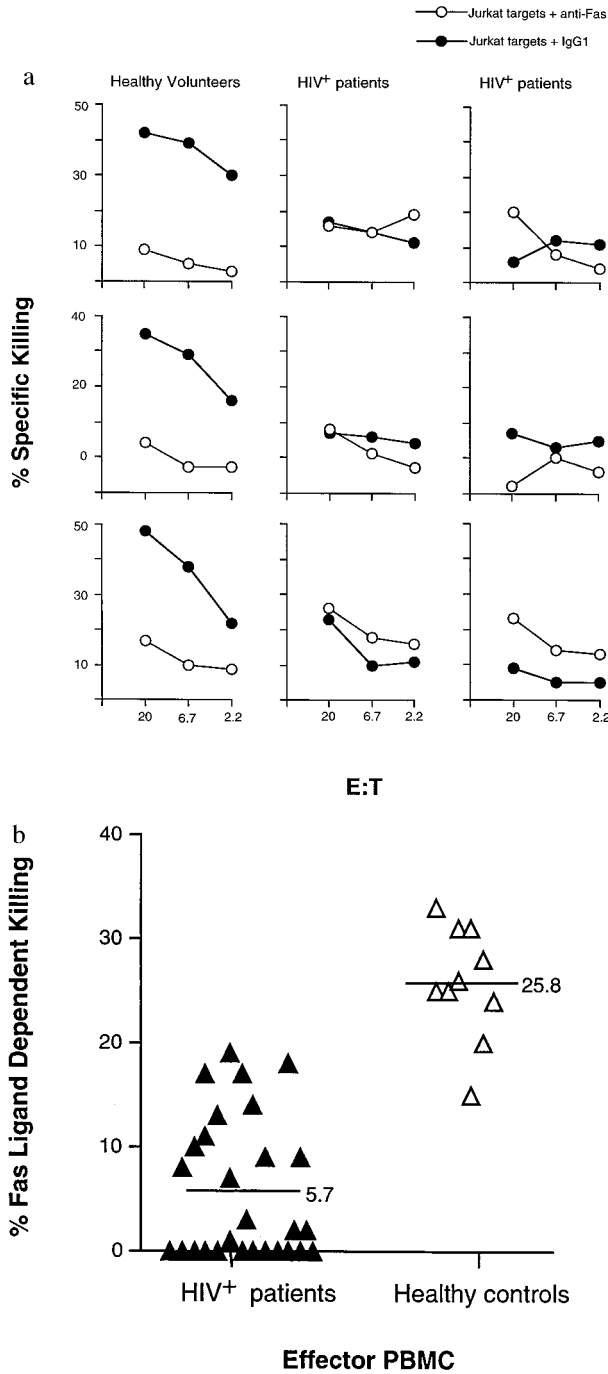 Jurkat targets + anti-Fas
Jurkat targets + IgG1
a
Healthy Volunteers
HIV+ patients
HIV+ patients
% Specific Killing
50
30
10
40
20
0
50
30
10
20 6.7 2.2
20 6.7 2.2
20 6.7 2.2
E:T
b
% Fas Ligand Dependent Killing
40
30
20
10
0
25.8
5.7
HIV+ patients
Healthy controls
Effector PBMC